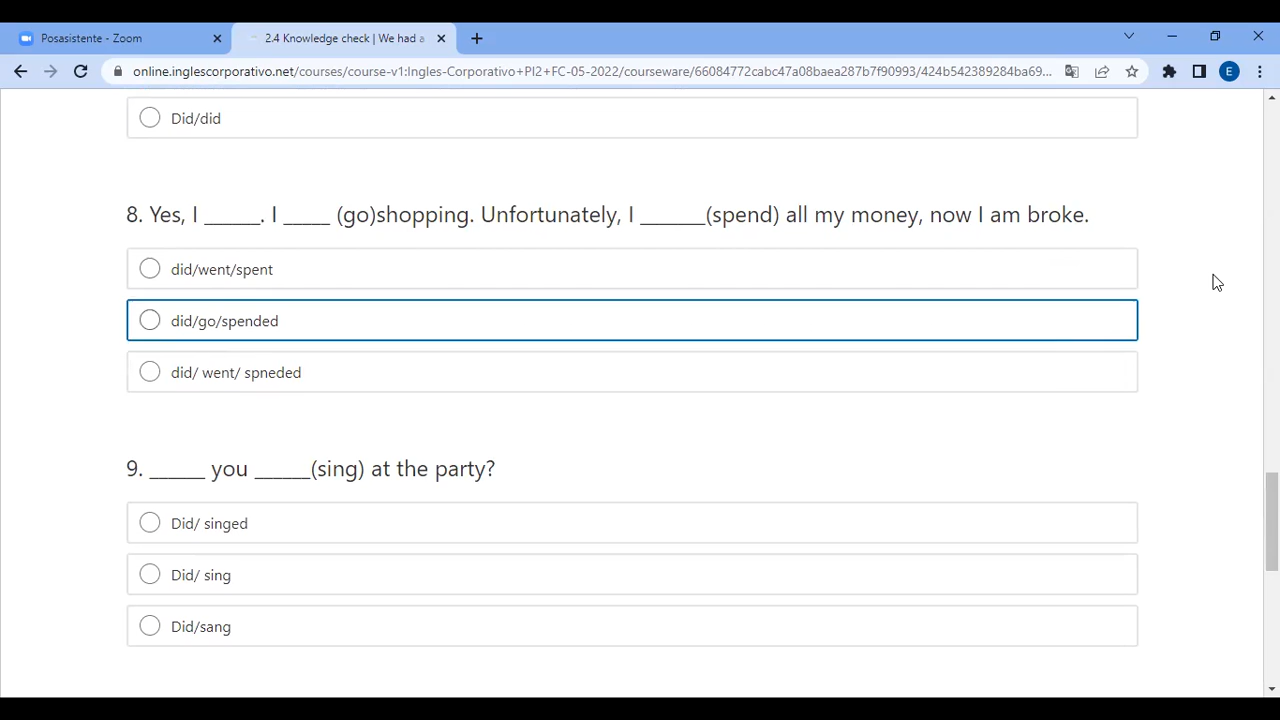 Posasistente - Zoom
2.4 Knowledge check | We had a
online.inglescorporativo.net/courses/course-v1:Ingles-Corporativo+PI2+FC-05-2022/courseware/66084772cabc47a08baea287b7f90993/424b542389284ba69...
E
Did/did
8. Yes, I ______. I _____ (go)shopping. Unfortunately, I _______(spend) all my money, now I am broke.
did/went/spent
did/go/spended
did/ went/ spneded
9. ______ you ______(sing) at the party?
Did/ singed
Did/ sing
Did/sang